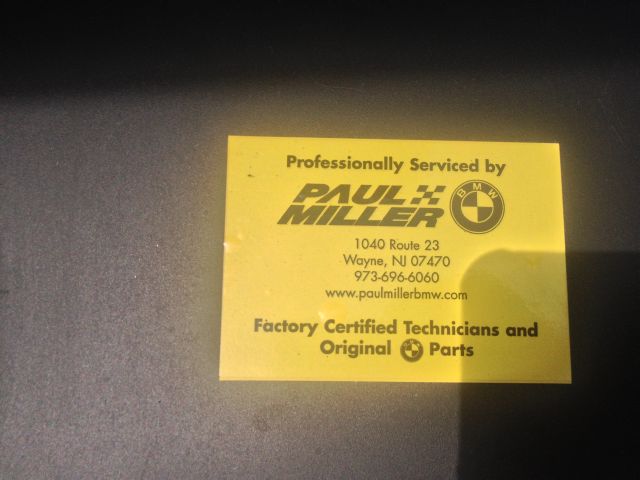 Professionally Serviced by
PAUL
MILLER
BMW
1040 Route 23
Wayne, NJ 07470
973-696-6060
www.paulmillerbmw.com
Factory Certified Technicians and
Original Parts